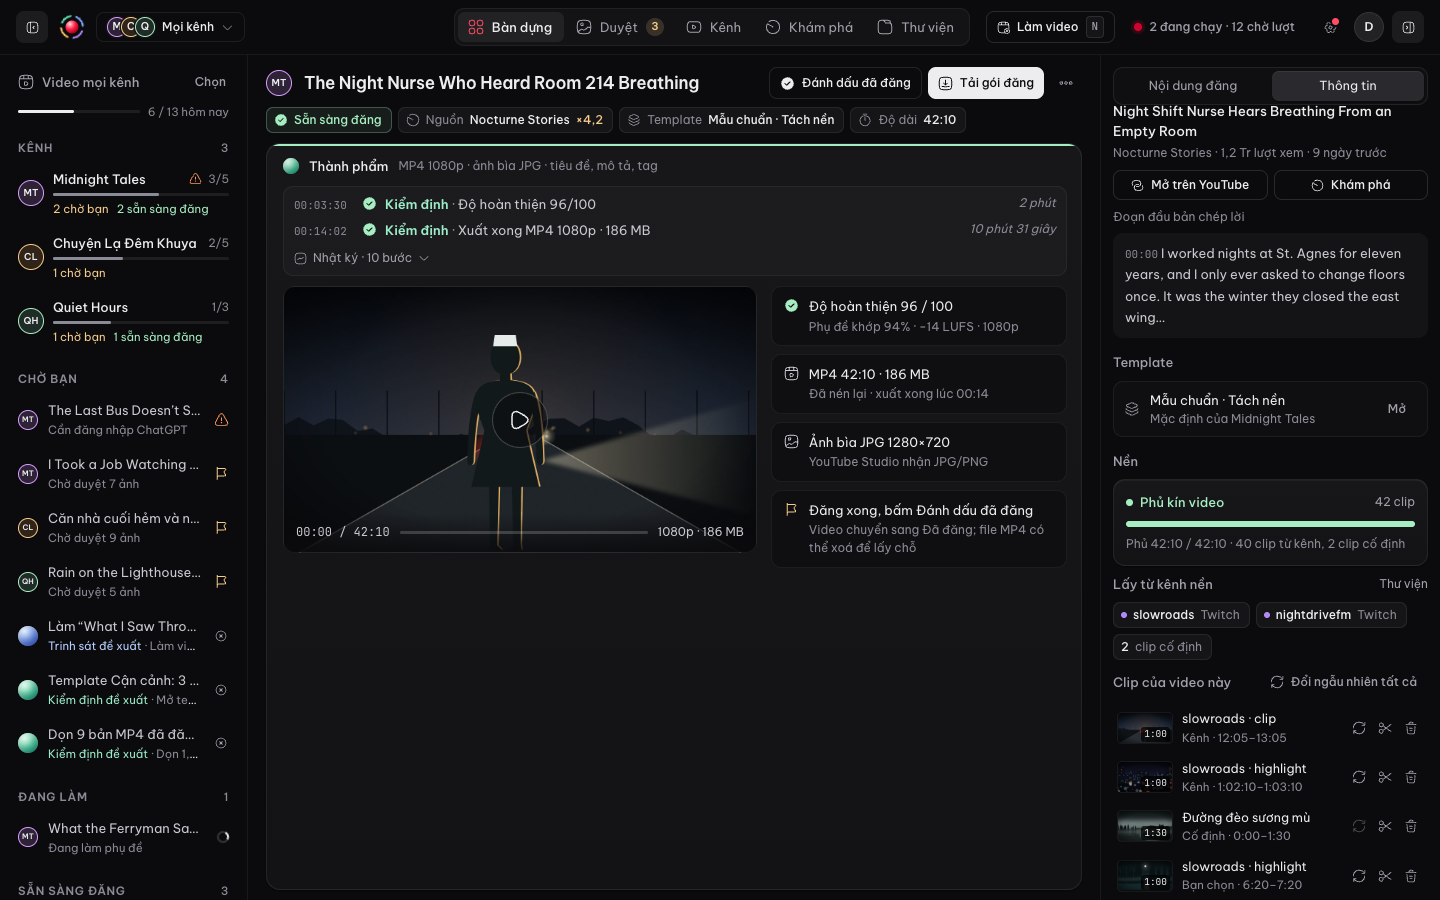 M C Q Mọi kênh
Bàn dựng
Duyệt 3
Kênh
Khám phá
Thư viện
Làm video N
2 đang chạy · 12 chờ lượt
D
Video mọi kênh Chọn
6 / 13 hôm nay
KÊNH 3
MT Midnight Tales 3/5
2 chờ bạn 2 sẵn sàng đăng
CL Chuyện Lạ Đêm Khuya 2/5
1 chờ bạn
QH Quiet Hours 1/3
1 chờ bạn 1 sẵn sàng đăng
CHỜ BẠN 4
MT The Last Bus Doesn't S...
Cần đăng nhập ChatGPT
MT I Took a Job Watching ...
Chờ duyệt 7 ảnh
CL Căn nhà cuối hẻm và n...
Chờ duyệt 9 ảnh
QH Rain on the Lighthouse...
Chờ duyệt 5 ảnh
Làm “What I Saw Thro...
Trinh sát đề xuất · Làm vi...
Template Cận cảnh: 3 ...
Kiểm định đề xuất · Mở te...
Dọn 9 bản MP4 đã đă...
Kiểm định đề xuất · Dọn 1,...
ĐANG LÀM 1
MT What the Ferryman Sa...
Đang làm phụ đề
SẴN SÀNG ĐĂNG 3
MT The Night Nurse Who Heard Room 214 Breathing
Đánh dấu đã đăng
Tải gói đăng
Sẵn sàng đăng
Nguồn Nocturne Stories ×4,2
Template Mẫu chuẩn · Tách nền
Độ dài 42:10
Thành phẩm MP4 1080p · ảnh bìa JPG · tiêu đề, mô tả, tag
00:03:30 Kiểm định · Độ hoàn thiện 96/100 2 phút
00:14:02 Kiểm định · Xuất xong MP4 1080p · 186 MB 10 phút 31 giây
Nhật ký · 10 bước
00:00 / 42:10 1080p · 186 MB
Độ hoàn thiện 96 / 100
Phụ đề khớp 94% · −14 LUFS · 1080p
MP4 42:10 · 186 MB
Đã nén lại · xuất xong lúc 00:14
Ảnh bìa JPG 1280×720
YouTube Studio nhận JPG/PNG
Đăng xong, bấm Đánh dấu đã đăng
Video chuyển sang Đã đăng; file MP4 có
thể xoá để lấy chỗ
Nội dung đăng Thông tin
Night Shift Nurse Hears Breathing From an
Empty Room
Nocturne Stories · 1,2 Tr lượt xem · 9 ngày trước
Mở trên YouTube
Khám phá
Đoạn đầu bản chép lời
00:00 I worked nights at St. Agnes for eleven
years, and I only ever asked to change floors
once. It was the winter they closed the east
wing...
Template
Mẫu chuẩn · Tách nền
Mặc định của Midnight Tales
Mở
Nền
Phủ kín video 42 clip
Phủ 42:10 / 42:10 · 40 clip từ kênh, 2 clip cố định
Lấy từ kênh nền Thư viện
slowroads Twitch
nightdrivefm Twitch
2 clip cố định
Clip của video này Đổi ngẫu nhiên tất cả
1:00 slowroads · clip
Kênh · 12:05–13:05
1:00 slowroads · highlight
Kênh · 1:02:10–1:03:10
1:30 Đường đèo sương mù
Cố định · 0:00–1:30
1:00 slowroads · highlight
Bạn chọn · 6:20–7:20